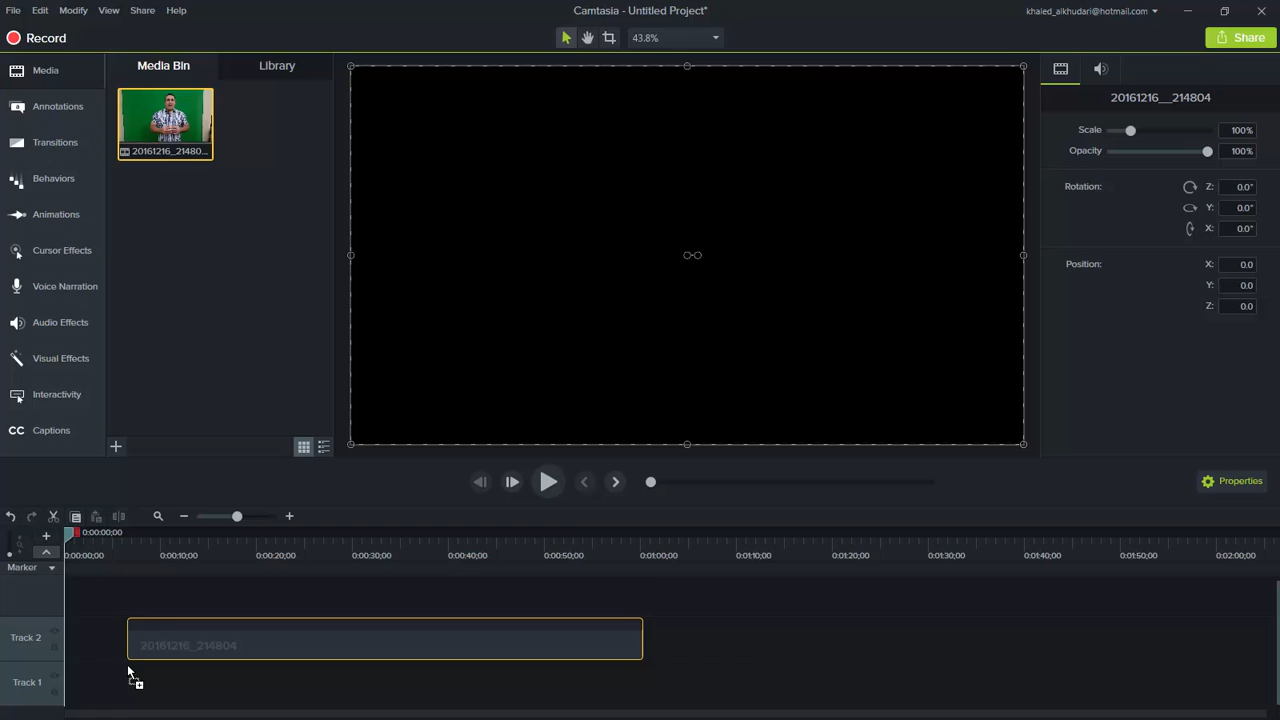 File Edit Modify View Share Help
Camtasia - Untitled Project*
khaled_alkhudari@hotmail.com
Record
43.8%
Share
Media
Annotations
Transitions
Behaviors
Animations
Cursor Effects
Voice Narration
Audio Effects
Visual Effects
Interactivity
CC Captions
Media Bin Library
20161216_21480...
20161216__214804
Scale 100%
Opacity 100%
Rotation: Z: 0.0°
Y: 0.0°
X: 0.0°
Position: X: 0.0
Y: 0.0
Z: 0.0
Properties
0:00:00;00
0:00:00;00 0:00:10;00 0:00:20;00 0:00:30;00 0:00:40;00 0:00:50;00 0:01:00;00 0:01:10;00 0:01:20;00 0:01:30;00 0:01:40;00 0:01:50;00 0:02:00;00
Marker
Track 2
20161216_214804
Track 1